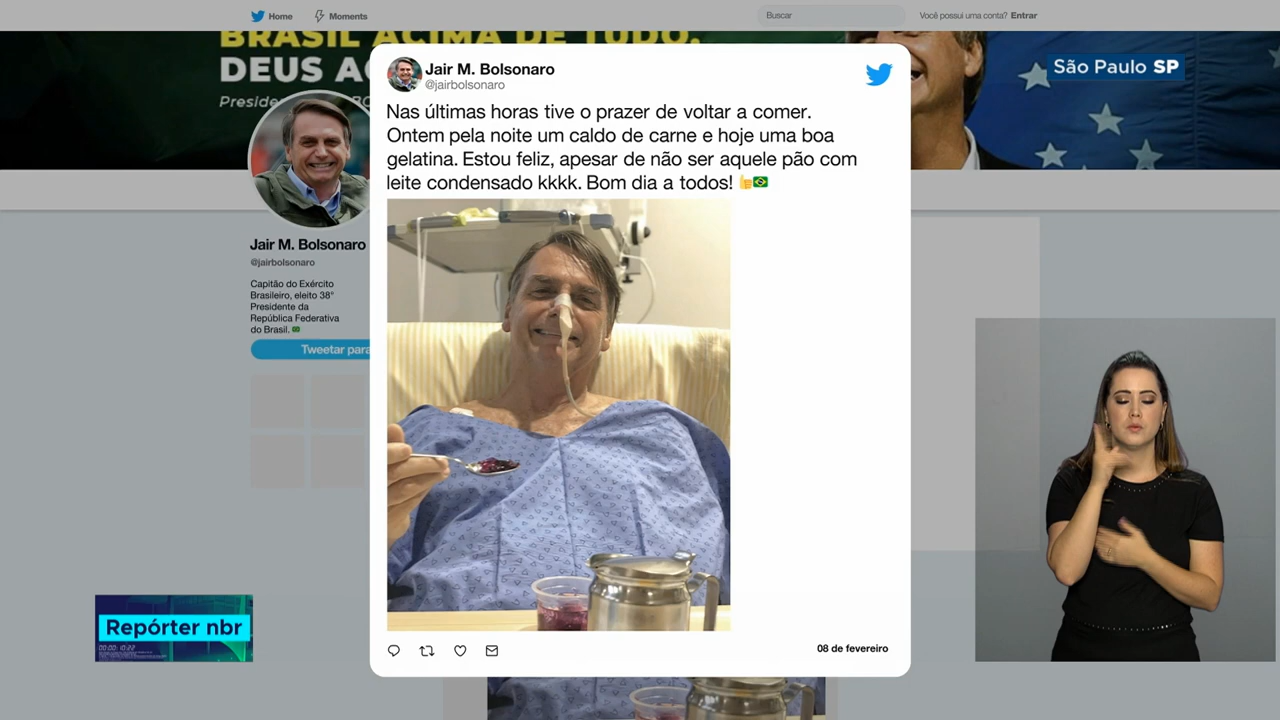 Home
Moments
Buscar
Você possui uma conta? Entrar
BRASIL ACIMA DE TUDO,
DEUS AC
Presiden
São Paulo SP
Jair M. Bolsonaro
@jairbolsonaro
Nas últimas horas tive o prazer de voltar a comer.
Ontem pela noite um caldo de carne e hoje uma boa
gelatina. Estou feliz, apesar de não ser aquele pão com
leite condensado kkkk. Bom dia a todos! 👍🇧🇷
Jair M. Bolsonaro
@jairbolsonaro
Capitão do Exército
Brasileiro, eleito 38°
Presidente da
República Federativa
do Brasil.
Tweetar para
Repórter nbr
08 de fevereiro